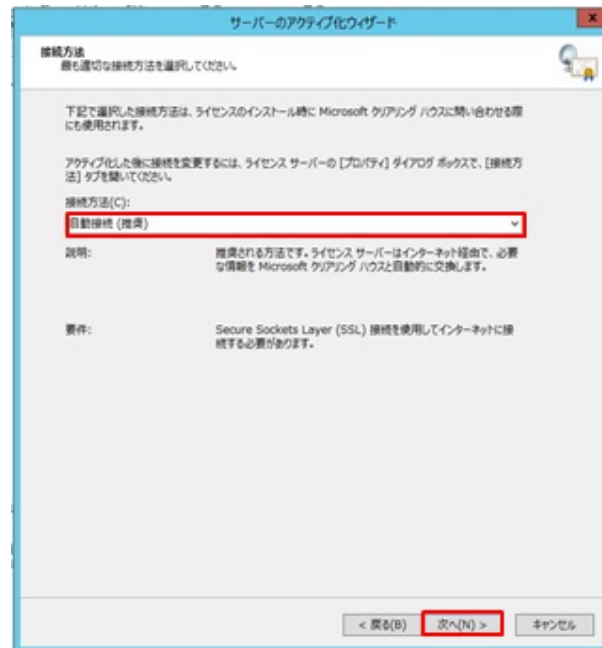 サーバーのアクティブ化ウィザード
x
接続方法
最も適切な接続方法を選択してください。
下記で選択した接続方法は、ライセンスのインストール時に Microsoft クリアリング ハウスに問い合わせる際
にも使用されます。
アクティブ化した後に接続を変更するには、ライセンス サーバーの [プロパティ] ダイアログ ボックスで、[接続方
法] タブを開いてください。
接続方法(C):
自動接続 (推奨)
説明:
推奨される方法です。ライセンス サーバーはインターネット経由で、必要
な情報を Microsoft クリアリング ハウスと自動的に交換します。
要件:
Secure Sockets Layer (SSL) 接続を使用してインターネットに接
続する必要があります。
< 戻る(B)
次へ(N) >
キャンセル